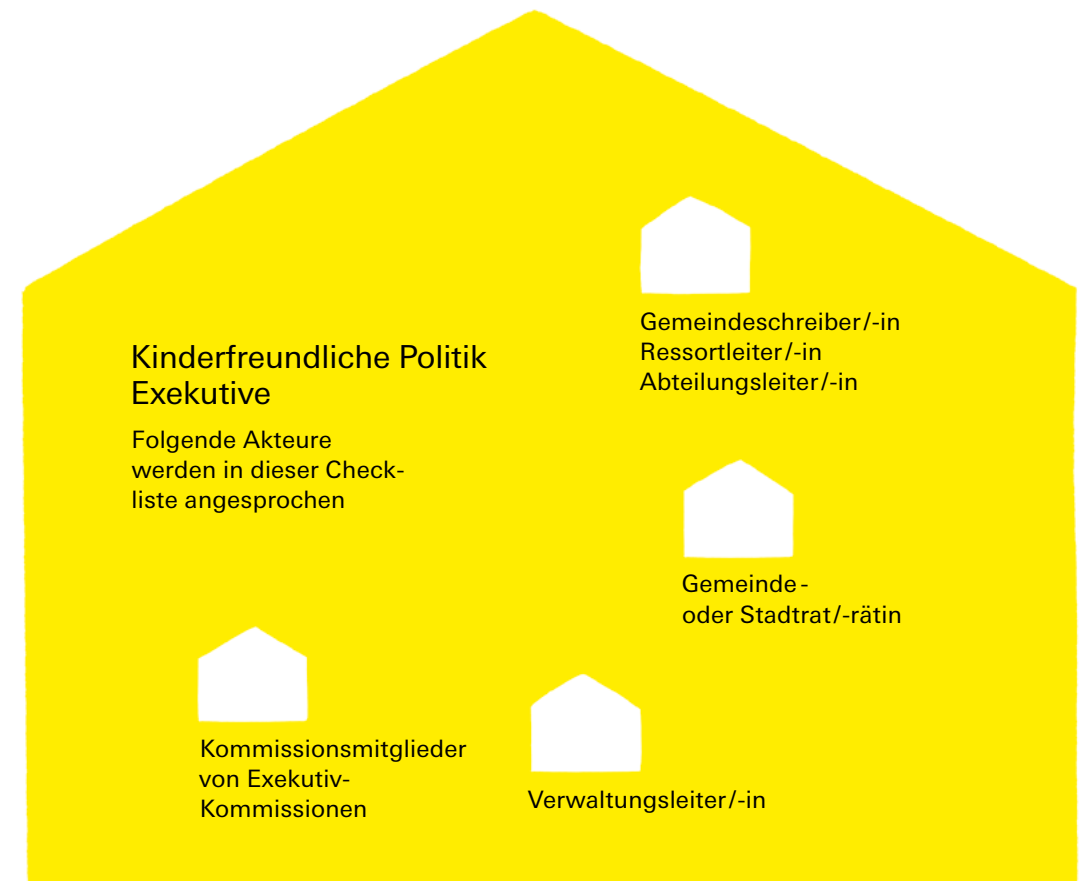 Kinderfreundliche Politik
Exekutive
Folgende Akteure
werden in dieser Check-
liste angesprochen
Gemeindeschreiber/-in
Ressortleiter/-in
Abteilungsleiter/-in
Gemeinde-
oder Stadtrat/-rätin
Kommissionsmitglieder
von Exekutiv-
Kommissionen
Verwaltungsleiter/-in